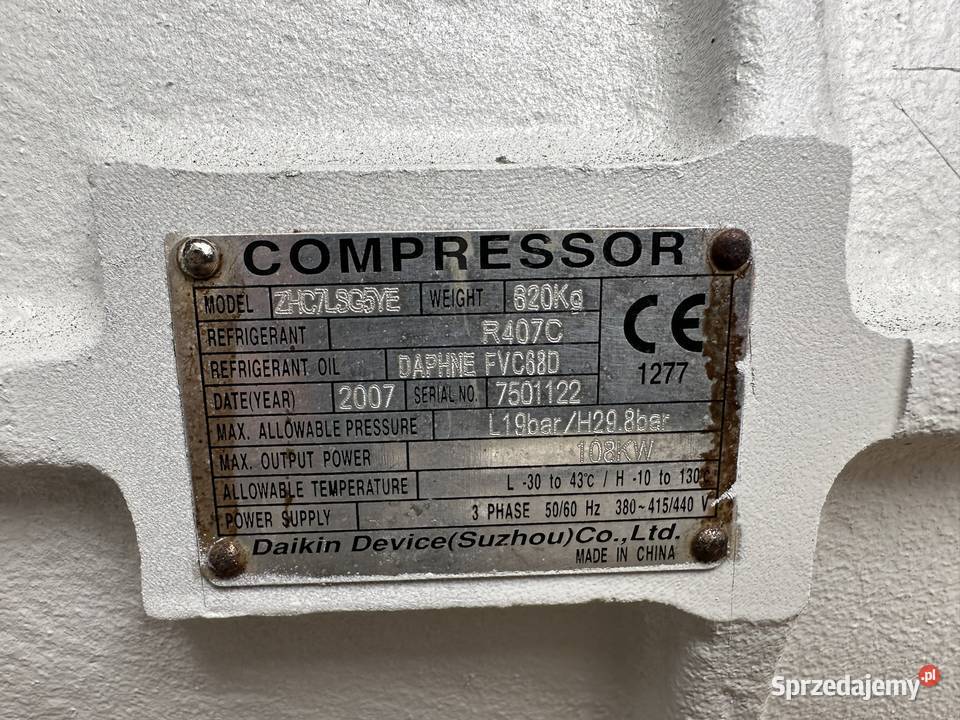 COMPRESSOR
MODEL ZHC7LSG5YE WEIGHT 620Kg
REFRIGERANT R407C
REFRIGERANT OIL DAPHNE FVC68D
CE 1277
DATE(YEAR) 2007 SERIAL NO. 7501122
MAX. ALLOWABLE PRESSURE L19bar/H29.8bar
MAX. OUTPUT POWER 108KW
ALLOWABLE TEMPERATURE L -30 to 43℃ / H -10 to 130℃
POWER SUPPLY 3 PHASE 50/60 Hz 380~415/440 V
Daikin Device(Suzhou)Co.,Ltd.
MADE IN CHINA
Sprzedajemy.pl